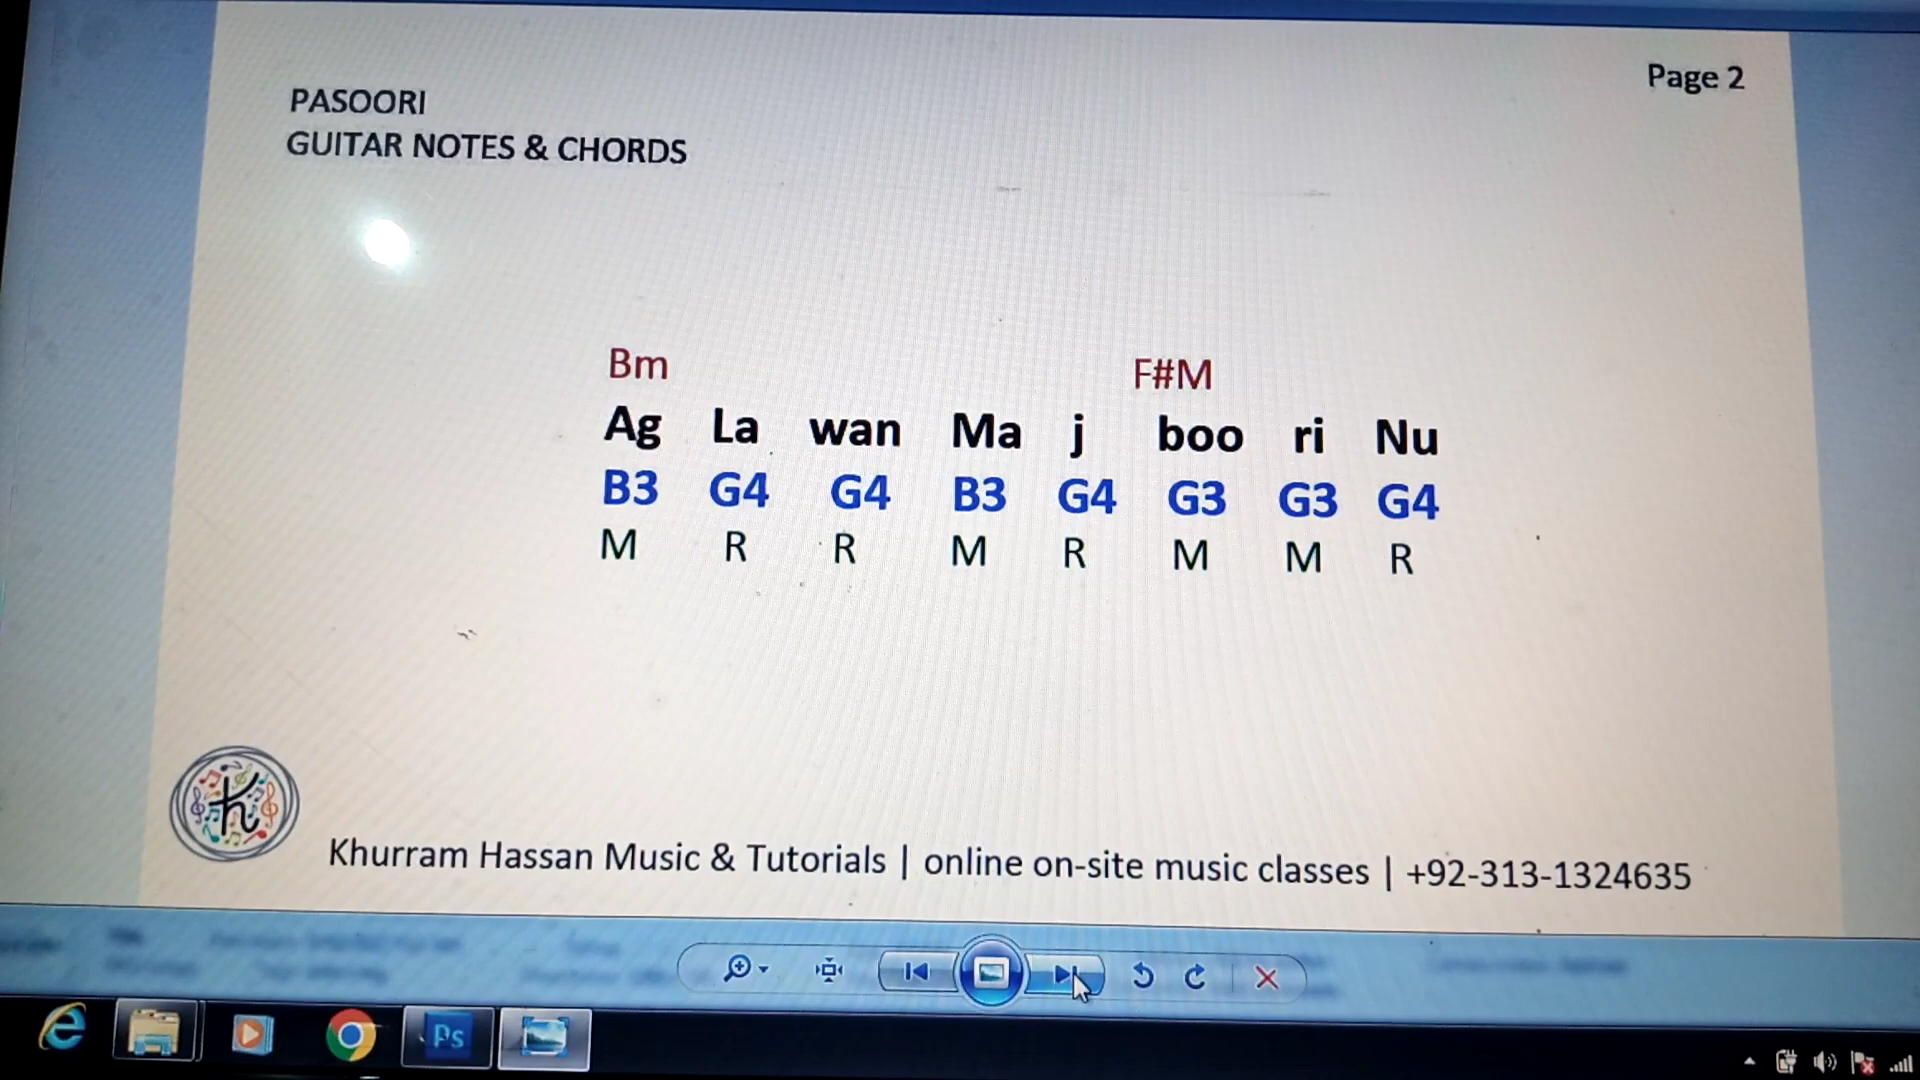 Page 2
PASOORI
GUITAR NOTES & CHORDS
Bm F#M
Ag La wan Ma j boo ri Nu
B3 G4 G4 B3 G4 G3 G3 G4
M R R M R M M R
Khurram Hassan Music & Tutorials | online on-site music classes | +92-313-1324635
Ps